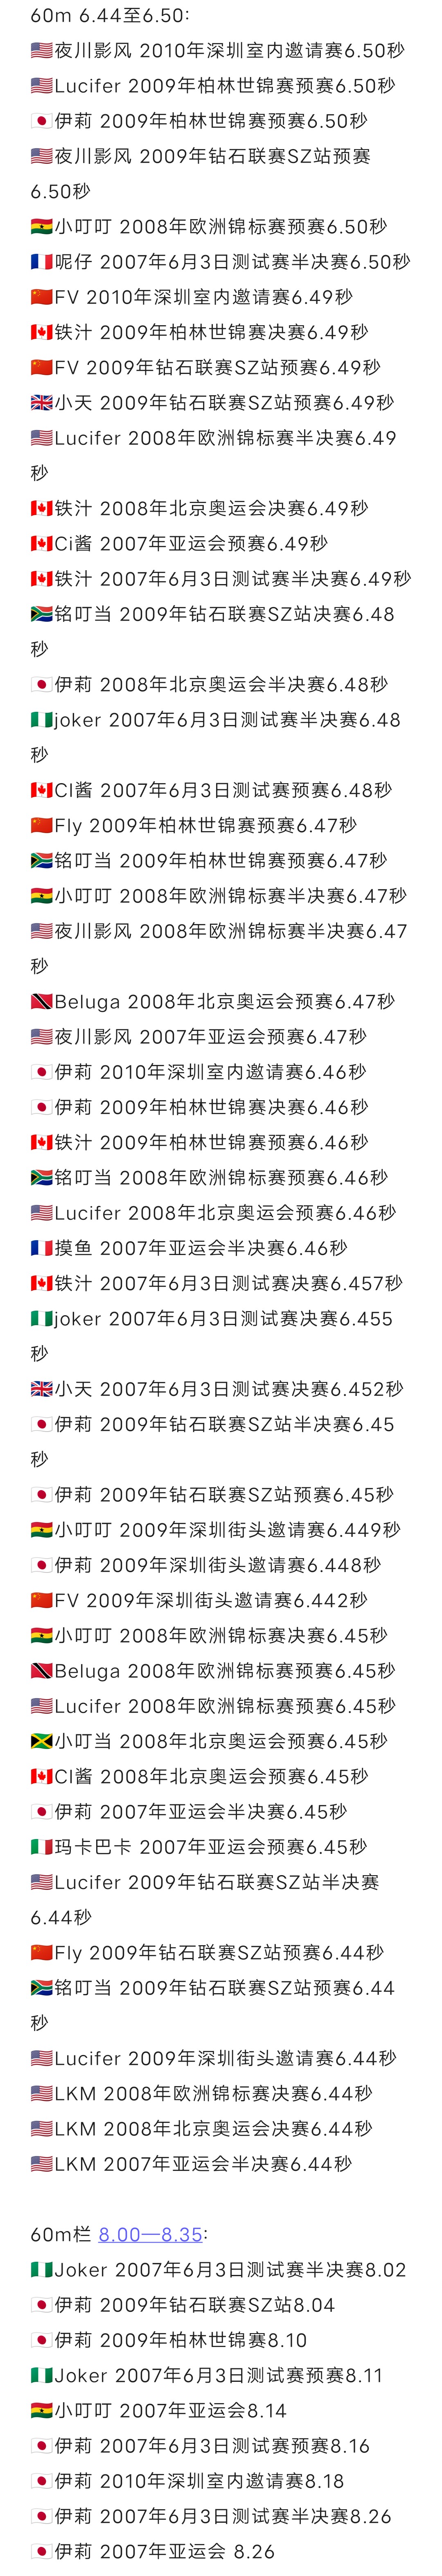 60m 6.44至6.50:
🇺🇸夜川影风 2010年深圳室内邀请赛6.50秒
🇺🇸Lucifer 2009年柏林世锦赛预赛6.50秒
🇯🇵伊莉 2009年柏林世锦赛预赛6.50秒
🇺🇸夜川影风 2009年钻石联赛SZ站预赛
6.50秒
🇬🇭小叮叮 2008年欧洲锦标赛预赛6.50秒
🇫🇷呢仔 2007年6月3日测试赛半决赛6.50秒
🇨🇳FV 2010年深圳室内邀请赛6.49秒
🇨🇦铁汁 2009年柏林世锦赛决赛6.49秒
🇨🇳FV 2009年钻石联赛SZ站预赛6.49秒
🇬🇧小天 2009年钻石联赛SZ站预赛6.49秒
🇺🇸Lucifer 2008年欧洲锦标赛半决赛6.49
秒
🇨🇦铁汁 2008年北京奥运会决赛6.49秒
🇨🇦Ci酱 2007年亚运会预赛6.49秒
🇨🇦铁汁 2007年6月3日测试赛半决赛6.49秒
🇿🇦铭叮当 2009年钻石联赛SZ站决赛6.48
秒
🇯🇵伊莉 2008年北京奥运会半决赛6.48秒
🇳🇬joker 2007年6月3日测试赛半决赛6.48
秒
🇨🇦CI酱 2007年6月3日测试赛预赛6.48秒
🇨🇳Fly 2009年柏林世锦赛预赛6.47秒
🇿🇦铭叮当 2009年柏林世锦赛预赛6.47秒
🇬🇭小叮叮 2008年欧洲锦标赛半决赛6.47秒
🇺🇸夜川影风 2008年欧洲锦标赛半决赛6.47
秒
🇹🇹Beluga 2008年北京奥运会预赛6.47秒
🇺🇸夜川影风 2007年亚运会预赛6.47秒
🇯🇵伊莉 2010年深圳室内邀请赛6.46秒
🇯🇵伊莉 2009年柏林世锦赛决赛6.46秒
🇨🇦铁汁 2009年柏林世锦赛预赛6.46秒
🇿🇦铭叮当 2008年欧洲锦标赛预赛6.46秒
🇺🇸Lucifer 2008年北京奥运会预赛6.46秒
🇫🇷摸鱼 2007年亚运会半决赛6.46秒
🇨🇦铁汁 2007年6月3日测试赛决赛6.457秒
🇳🇬joker 2007年6月3日测试赛决赛6.455
秒
🇬🇧小天 2007年6月3日测试赛决赛6.452秒
🇯🇵伊莉 2009年钻石联赛SZ站半决赛6.45
秒
🇯🇵伊莉 2009年钻石联赛SZ站预赛6.45秒
🇬🇭小叮叮 2009年深圳街头邀请赛6.449秒
🇯🇵伊莉 2009年深圳街头邀请赛6.448秒
🇨🇳FV 2009年深圳街头邀请赛6.442秒
🇬🇭小叮叮 2008年欧洲锦标赛决赛6.45秒
🇹🇹Beluga 2008年欧洲锦标赛预赛6.45秒
🇺🇸Lucifer 2008年欧洲锦标赛预赛6.45秒
🇯🇲小叮当 2008年北京奥运会预赛6.45秒
🇨🇦CI酱 2008年北京奥运会预赛6.45秒
🇯🇵伊莉 2007年亚运会半决赛6.45秒
🇮🇹玛卡巴卡 2007年亚运会预赛6.45秒
🇺🇸Lucifer 2009年钻石联赛SZ站半决赛
6.44秒
🇨🇳Fly 2009年钻石联赛SZ站预赛6.44秒
🇿🇦铭叮当 2009年钻石联赛SZ站预赛6.44
秒
🇺🇸Lucifer 2009年深圳街头邀请赛6.44秒
🇺🇸LKM 2008年欧洲锦标赛决赛6.44秒
🇺🇸LKM 2008年北京奥运会决赛6.44秒
🇺🇸LKM 2007年亚运会半决赛6.44秒
60m栏 8.00—8.35:
🇳🇬Joker 2007年6月3日测试赛半决赛8.02
🇯🇵伊莉 2009年钻石联赛SZ站8.04
🇯🇵伊莉 2009年柏林世锦赛8.10
🇳🇬Joker 2007年6月3日测试赛预赛8.11
🇬🇭小叮叮 2007年亚运会8.14
🇯🇵伊莉 2007年6月3日测试赛预赛8.16
🇯🇵伊莉 2010年深圳室内邀请赛8.18
🇯🇵伊莉 2007年6月3日测试赛半决赛8.26
🇯🇵伊莉 2007年亚运会 8.26